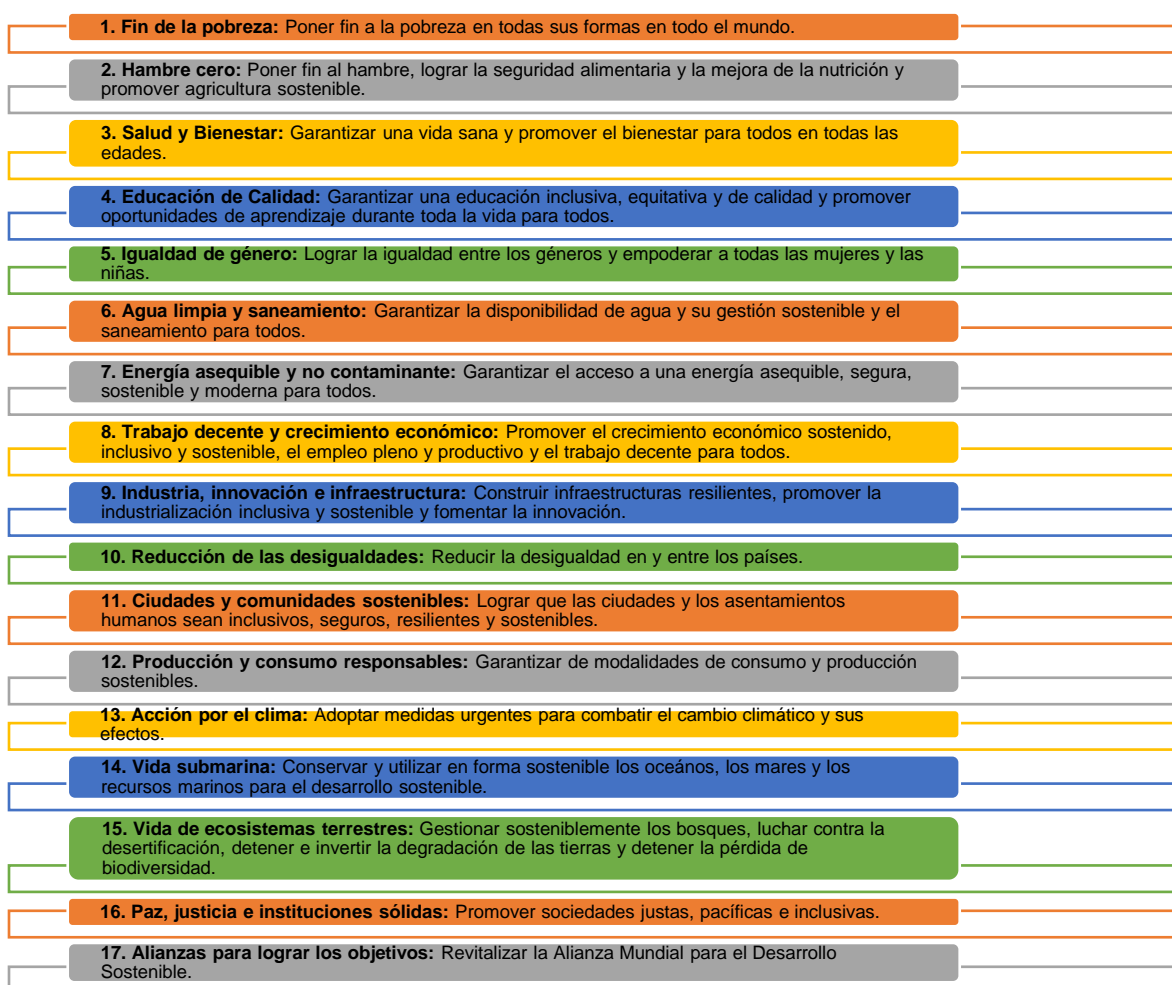 1. Fin de la pobreza: Poner fin a la pobreza en todas sus formas en todo el mundo.
2. Hambre cero: Poner fin al hambre, lograr la seguridad alimentaria y la mejora de la nutrición y
promover agricultura sostenible.
3. Salud y Bienestar: Garantizar una vida sana y promover el bienestar para todos en todas las
edades.
4. Educación de Calidad: Garantizar una educación inclusiva, equitativa y de calidad y promover
oportunidades de aprendizaje durante toda la vida para todos.
5. Igualdad de género: Lograr la igualdad entre los géneros y empoderar a todas las mujeres y las
niñas.
6. Agua limpia y saneamiento: Garantizar la disponibilidad de agua y su gestión sostenible y el
saneamiento para todos.
7. Energía asequible y no contaminante: Garantizar el acceso a una energía asequible, segura,
sostenible y moderna para todos.
8. Trabajo decente y crecimiento económico: Promover el crecimiento económico sostenido,
inclusivo y sostenible, el empleo pleno y productivo y el trabajo decente para todos.
9. Industria, innovación e infraestructura: Construir infraestructuras resilientes, promover la
industrialización inclusiva y sostenible y fomentar la innovación.
10. Reducción de las desigualdades: Reducir la desigualdad en y entre los países.
11. Ciudades y comunidades sostenibles: Lograr que las ciudades y los asentamientos
humanos sean inclusivos, seguros, resilientes y sostenibles.
12. Producción y consumo responsables: Garantizar de modalidades de consumo y producción
sostenibles.
13. Acción por el clima: Adoptar medidas urgentes para combatir el cambio climático y sus
efectos.
14. Vida submarina: Conservar y utilizar en forma sostenible los oceános, los mares y los
recursos marinos para el desarrollo sostenible.
15. Vida de ecosistemas terrestres: Gestionar sosteniblemente los bosques, luchar contra la
desertificación, detener e invertir la degradación de las tierras y detener la pérdida de
biodiversidad.
16. Paz, justicia e instituciones sólidas: Promover sociedades justas, pacíficas e inclusivas.
17. Alianzas para lograr los objetivos: Revitalizar la Alianza Mundial para el Desarrollo
Sostenible.